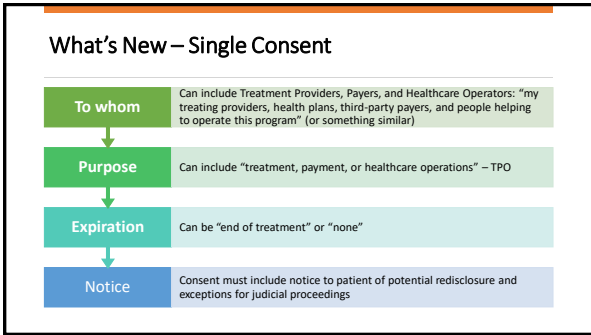 What's New – Single Consent
To whom
Can include Treatment Providers, Payers, and Healthcare Operators: “my
treating providers, health plans, third-party payers, and people helping
to operate this program” (or something similar)
Purpose
Can include “treatment, payment, or healthcare operations” – TPO
Expiration
Can be “end of treatment” or “none”
Notice
Consent must include notice to patient of potential redisclosure and
exceptions for judicial proceedings